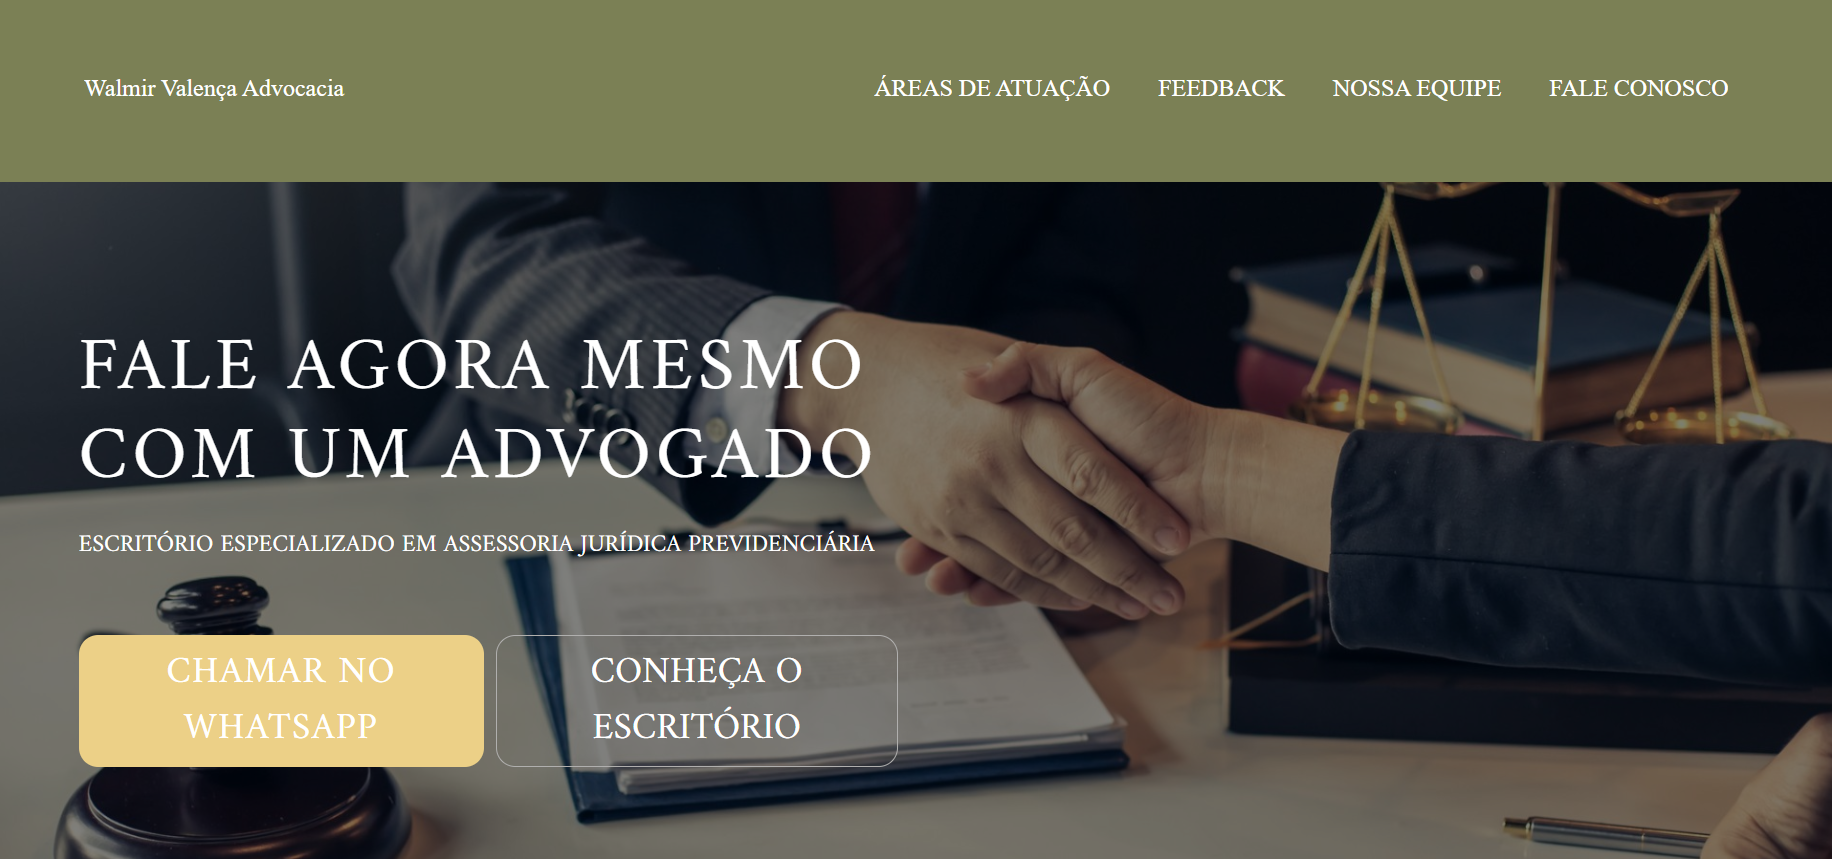 Walmir Valença Advocacia
ÁREAS DE ATUAÇÃO FEEDBACK NOSSA EQUIPE FALE CONOSCO
FALE AGORA MESMO
COM UM ADVOGADO
ESCRITÓRIO ESPECIALIZADO EM ASSESSORIA JURÍDICA PREVIDENCIÁRIA
CHAMAR NO
WHATSAPP
CONHEÇA O
ESCRITÓRIO